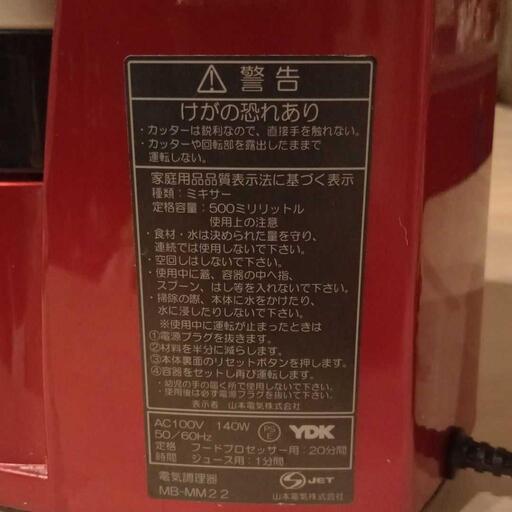 警告
けがの恐れあり
・カッターは鋭利なので、直接手を触れない。
・カッターや回転部を露出したままで
運転しない。
家庭用品品質表示法に基づく表示
種類：ミキサー
定格容量：500ミリリットル
使用上の注意
・食材・水は決められた量を守り、
連続では使用しないで下さい。
・空回しはしないで下さい。
・使用中に蓋、容器の中へ指、
スプーン、はし等を入れないで下さい。
・掃除の際、本体に水をかけたり、
水に浸したりしないで下さい。
※使用中に運転が止まったときは
①電源プラグを抜きます。
②材料を半分に減らします。
③本体裏面のリセットボタンを押します。
④容器をセットし再び運転します。
・幼児の手の届く所で使用しないで下さい。
・使用後は必ず電源プラグを抜いて下さい。
表示者 山本電気株式会社
AC100V 140W
50/60Hz
PS
E
YDK
定格 フードプロセッサー用：20分間
時間 ジュース用：1分間
電気調理器
MB-MM22
S JET
山本電気株式会社